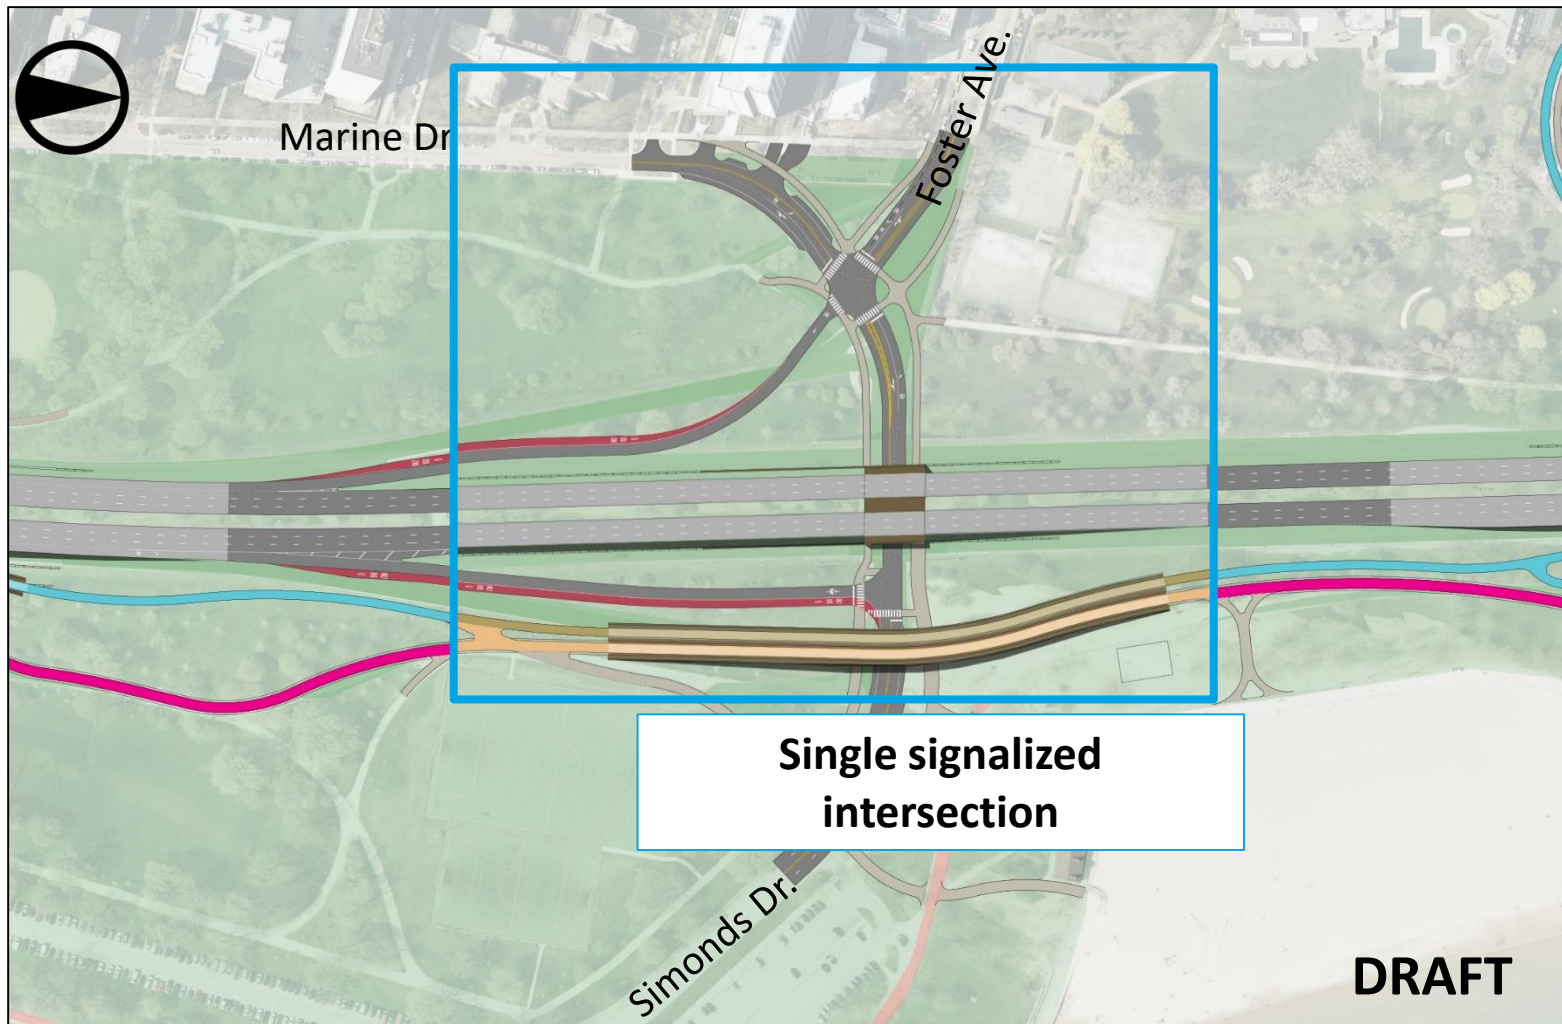 Foster Ave.
Marine Dr
Single signalized
intersection
Simonds Dr.
DRAFT